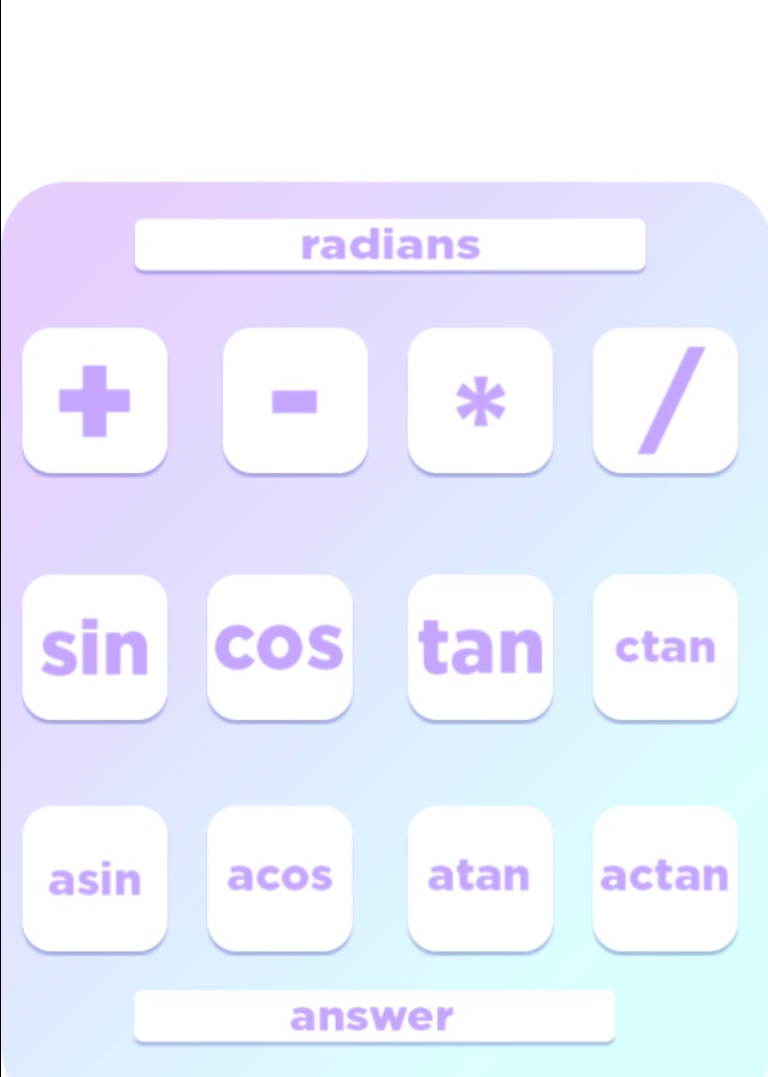 radians
+ - * /
sin cos tan ctan
asin acos atan actan
answer